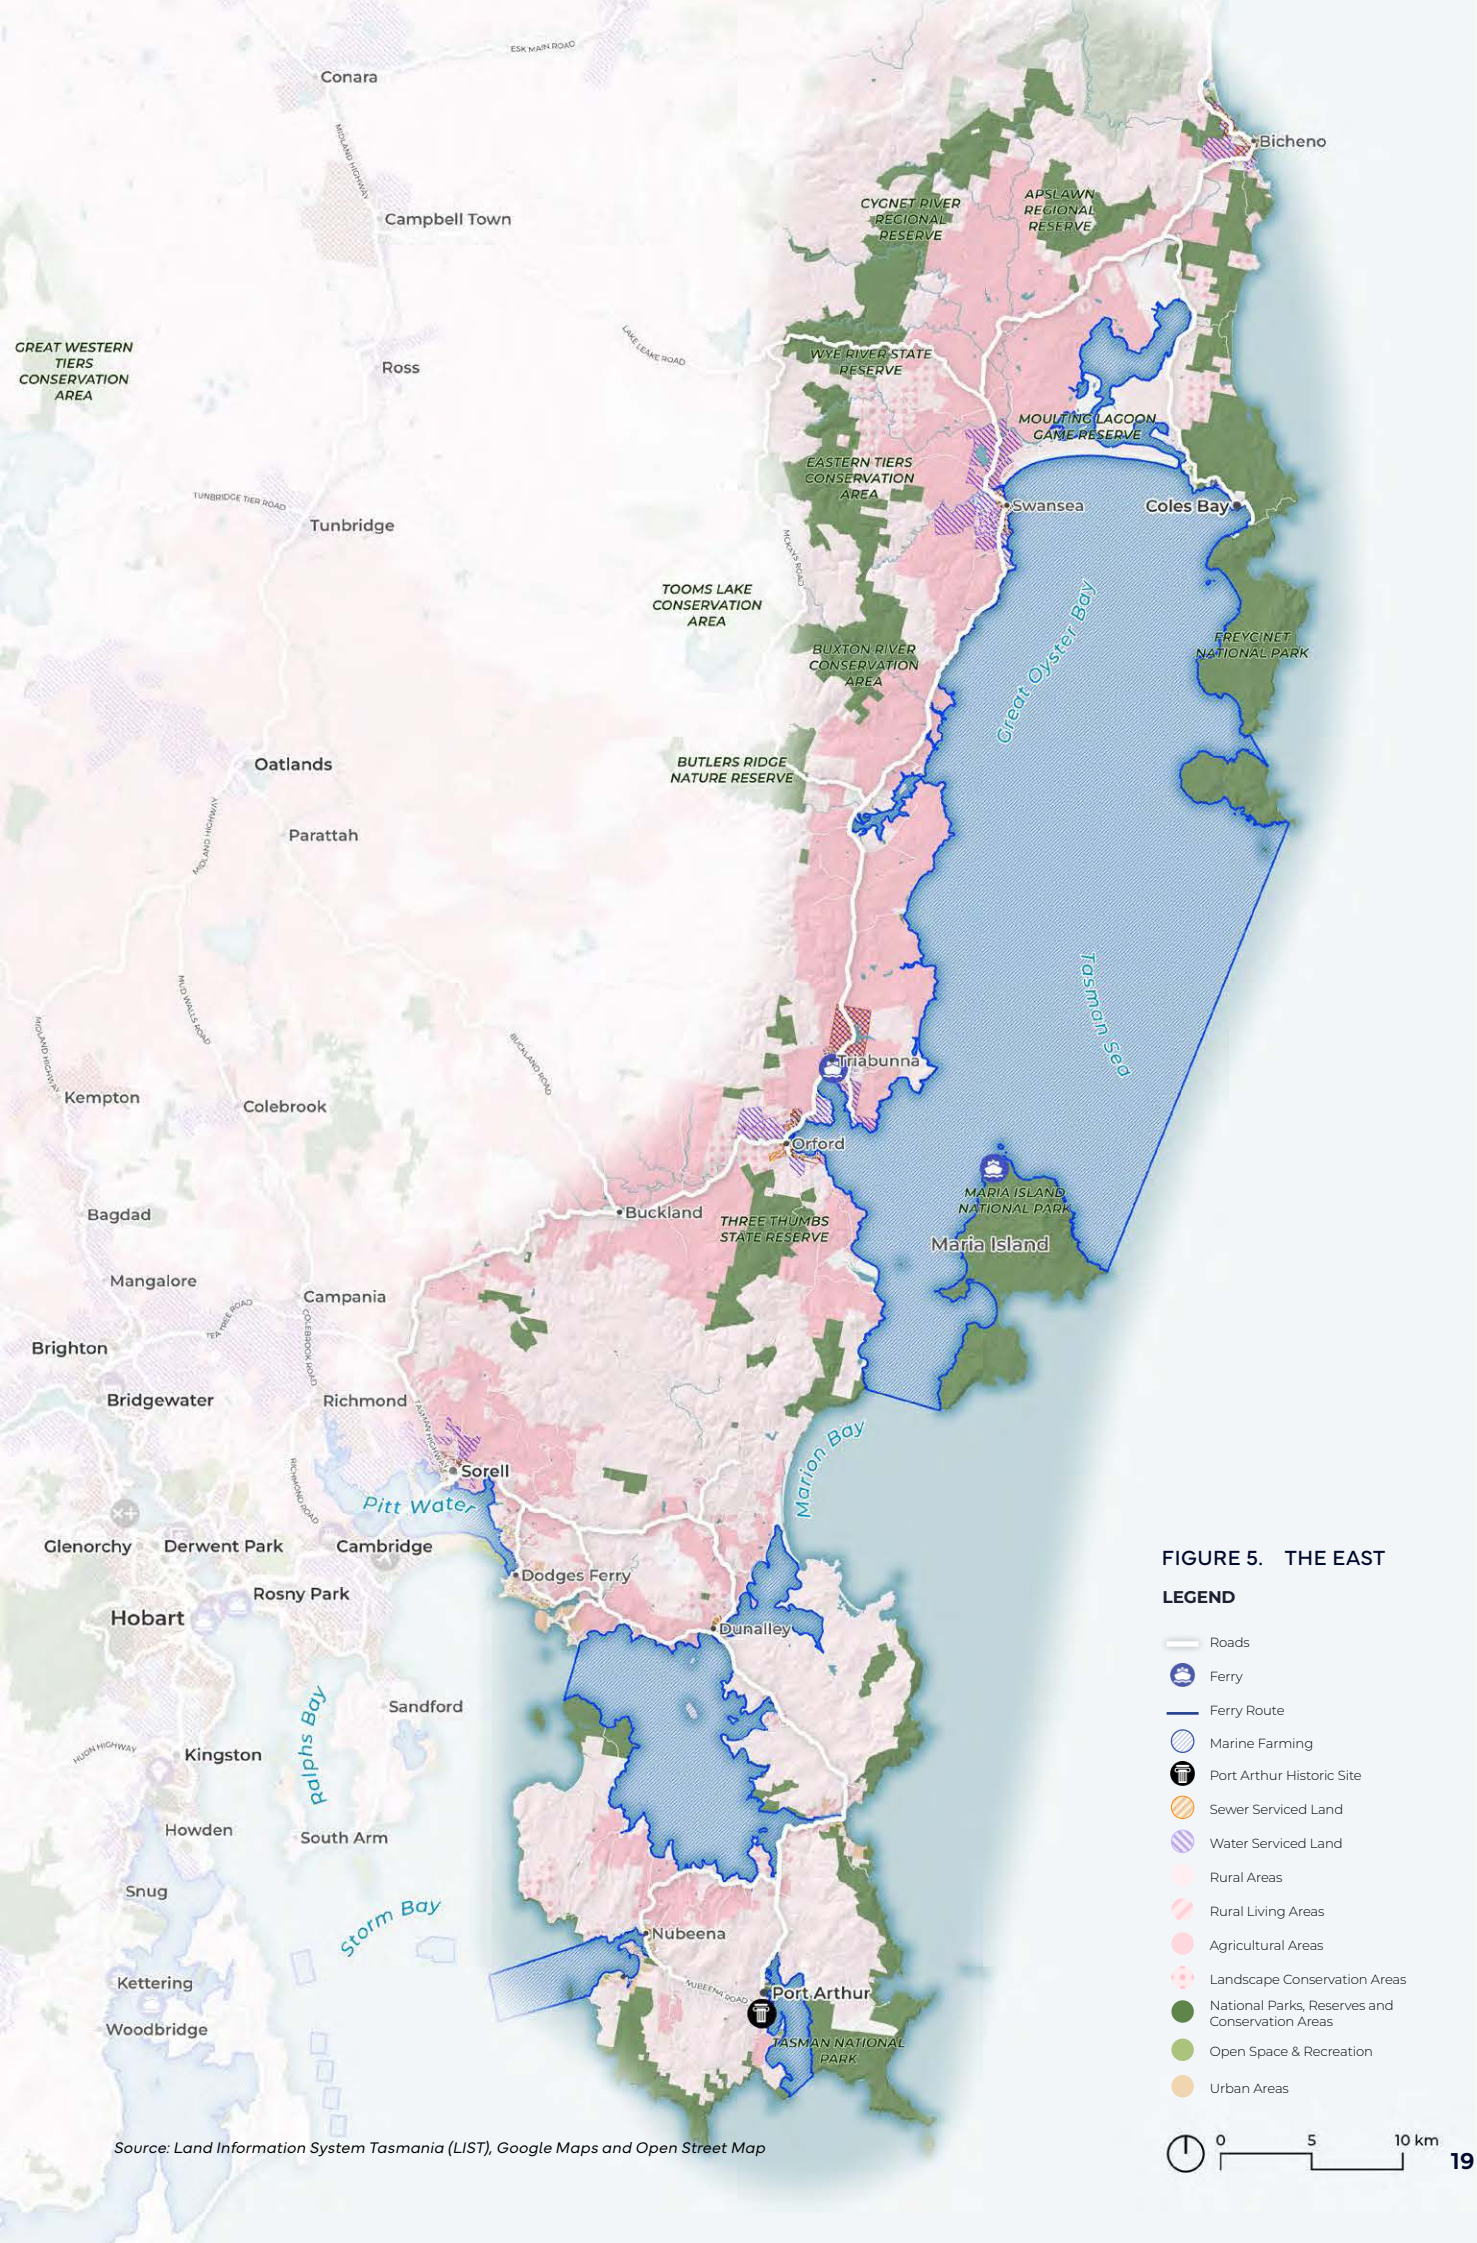 ESK MAIN ROAD
Conara
Bicheno
MIDLAND HIGHWAY
CYGNET RIVER
REGIONAL
RESERVE
APSLAWN
REGIONAL
RESERVE
Campbell Town
GREAT WESTERN
TIERS
CONSERVATION
AREA
LAKE LEAKE ROAD
WYE RIVER STATE
RESERVE
Ross
MOULTING LAGOON
GAME RESERVE
EASTERN TIERS
CONSERVATION
AREA
TUNBRIDGE TIER ROAD
Swansea
Coles Bay
Tunbridge
MCKAYS ROAD
TOOMS LAKE
CONSERVATION
AREA
Great Oyster Bay
FREYCINET
NATIONAL PARK
BUXTON RIVER
CONSERVATION
AREA
Oatlands
BUTLERS RIDGE
NATURE RESERVE
MIDLAND HIGHWAY
Parattah
MUD WALLS ROAD
Tasman Sea
MIDLAND HIGHWAY
BUCKLAND ROAD
Triabunna
Kempton
Colebrook
Orford
Bagdad
Buckland
THREE THUMBS
STATE RESERVE
MARIA ISLAND
NATIONAL PARK
Maria Island
Mangalore
Campania
TEA TREE ROAD
COLEBROOK ROAD
Brighton
Bridgewater
Richmond
TASMAN HIGHWAY
Marion Bay
RICHMOND ROAD
Sorell
Pitt Water
Glenorchy
Derwent Park
Cambridge
Dodges Ferry
Rosny Park
Hobart
Dunalley
Ralphs Bay
Sandford
HUON HIGHWAY
Kingston
Howden
South Arm
Snug
Storm Bay
Nubeena
Kettering
NUBEENA ROAD
Port Arthur
Woodbridge
TASMAN NATIONAL
PARK
FIGURE 5. THE EAST
LEGEND
Roads
Ferry
Ferry Route
Marine Farming
Port Arthur Historic Site
Sewer Serviced Land
Water Serviced Land
Rural Areas
Rural Living Areas
Agricultural Areas
Landscape Conservation Areas
National Parks, Reserves and
Conservation Areas
Open Space & Recreation
Urban Areas
0 5 10 km
Source: Land Information System Tasmania (LIST), Google Maps and Open Street Map
19